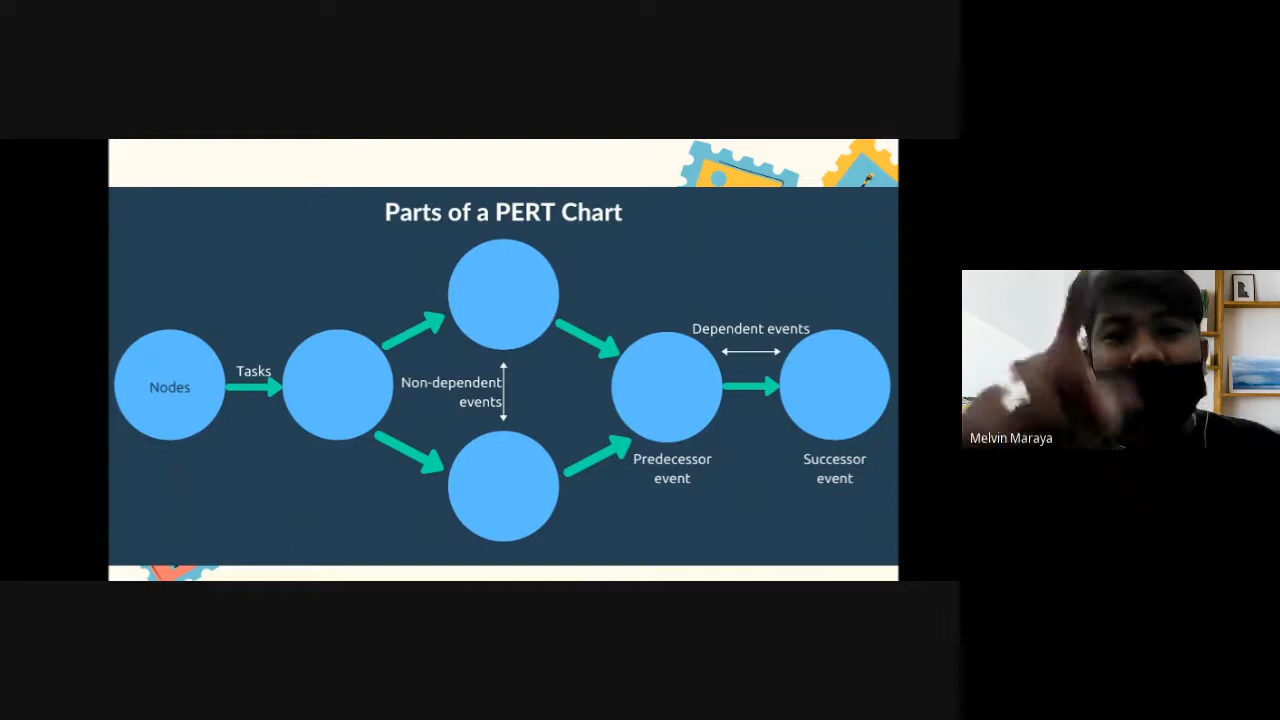 Parts of a PERT Chart
Dependent events
Tasks
Nodes
Non-dependent
events
Predecessor
event
Successor
event
Melvin Maraya